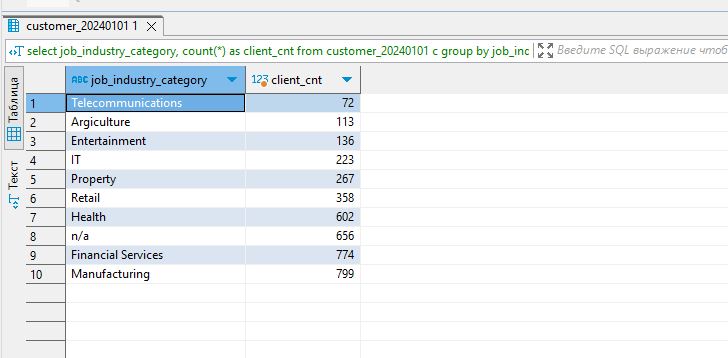 customer_20240101 1
select job_industry_category, count(*) as client_cnt from customer_20240101 c group by job_inc
Введите SQL выражение чтоб
Таблица
Текст
ABC job_industry_category 123 client_cnt
1 Telecommunications 72
2 Argiculture 113
3 Entertainment 136
4 IT 223
5 Property 267
6 Retail 358
7 Health 602
8 n/a 656
9 Financial Services 774
10 Manufacturing 799